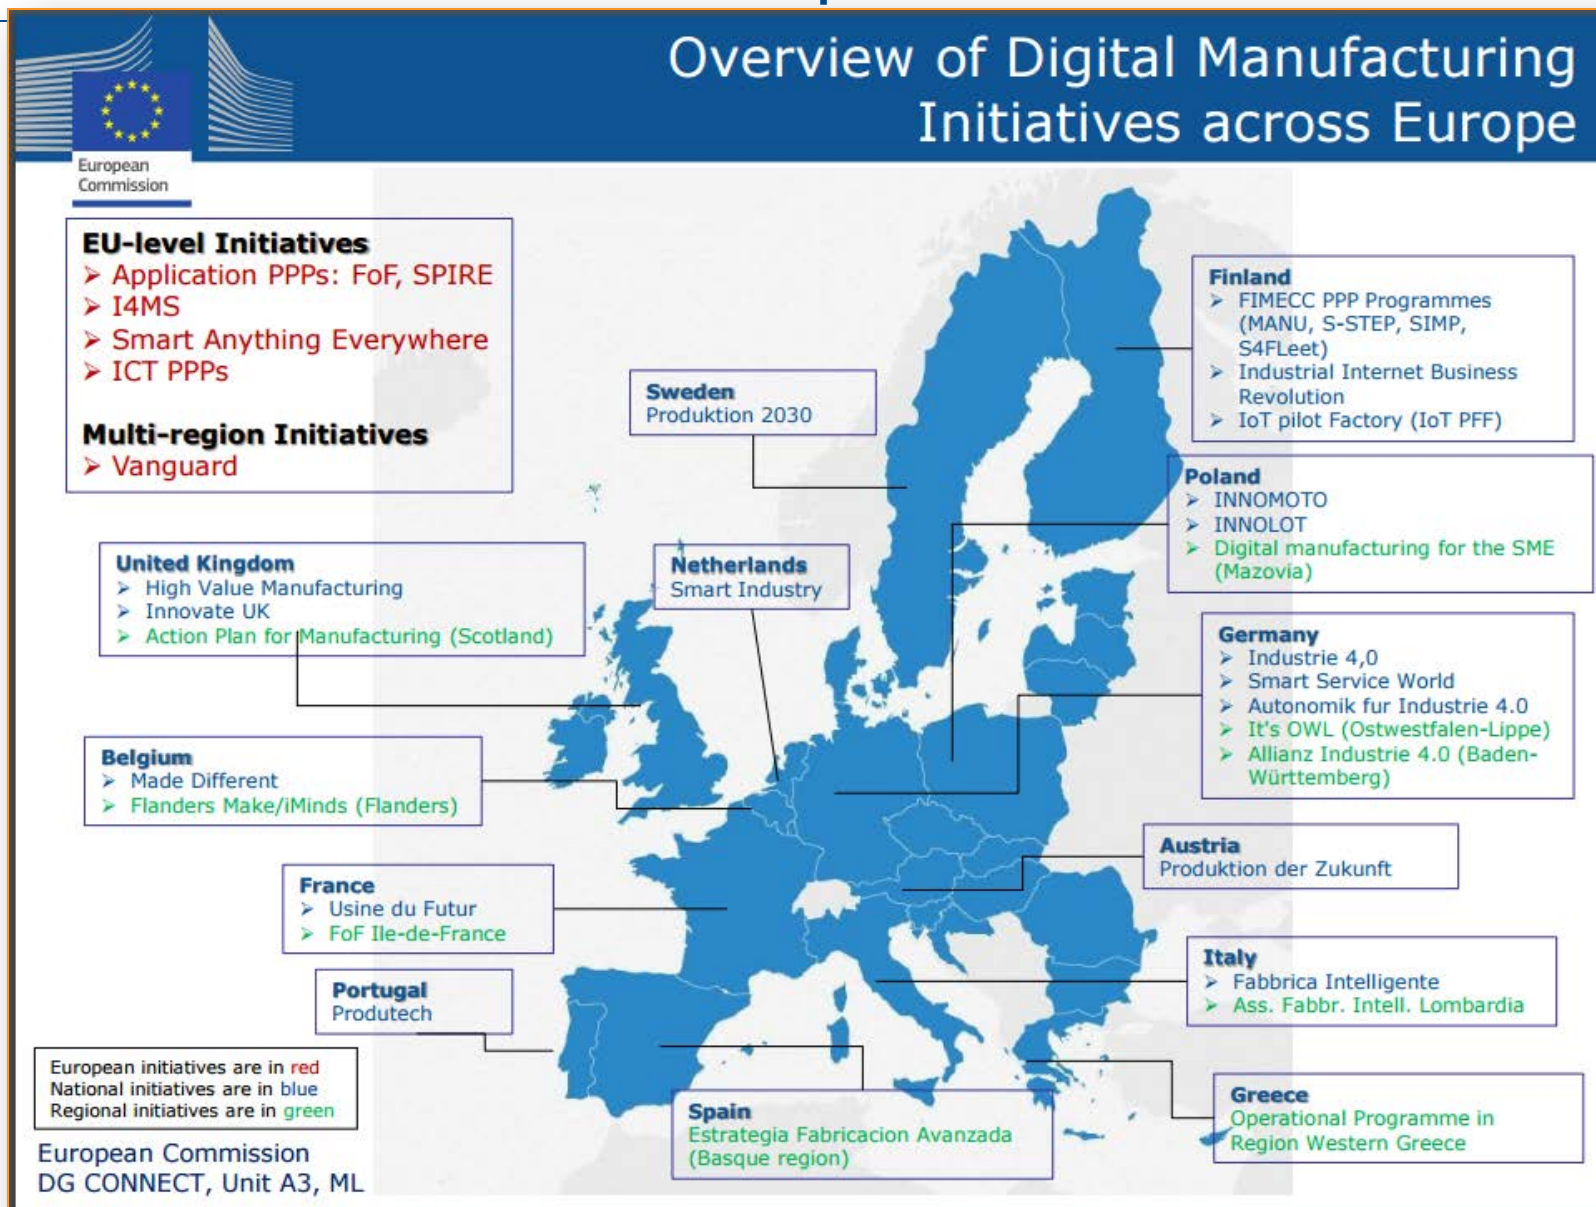 Overview of Digital Manufacturing
Initiatives across Europe
European
Commission
EU-level Initiatives
➢ Application PPPs: FoF, SPIRE
➢ I4MS
➢ Smart Anything Everywhere
➢ ICT PPPs
Multi-region Initiatives
➢ Vanguard
Finland
➢ FIMECC PPP Programmes
(MANU, S-STEP, SIMP,
S4FLeet)
➢ Industrial Internet Business
Revolution
➢ IoT pilot Factory (IoT PFF)
Sweden
Produktion 2030
Poland
➢ INNOMOTO
➢ INNOLOT
➢ Digital manufacturing for the SME
(Mazovia)
United Kingdom
➢ High Value Manufacturing
➢ Innovate UK
➢ Action Plan for Manufacturing (Scotland)
Netherlands
Smart Industry
Germany
➢ Industrie 4,0
➢ Smart Service World
➢ Autonomik fur Industrie 4.0
➢ It's OWL (Ostwestfalen-Lippe)
➢ Allianz Industrie 4.0 (Baden-
Württemberg)
Belgium
➢ Made Different
➢ Flanders Make/iMinds (Flanders)
Austria
Produktion der Zukunft
France
➢ Usine du Futur
➢ FoF Ile-de-France
Italy
➢ Fabbrica Intelligente
➢ Ass. Fabbr. Intell. Lombardia
Portugal
Produtech
Spain
Estrategia Fabricacion Avanzada
(Basque region)
Greece
Operational Programme in
Region Western Greece
European initiatives are in red
National initiatives are in blue
Regional initiatives are in green
European Commission
DG CONNECT, Unit A3, ML